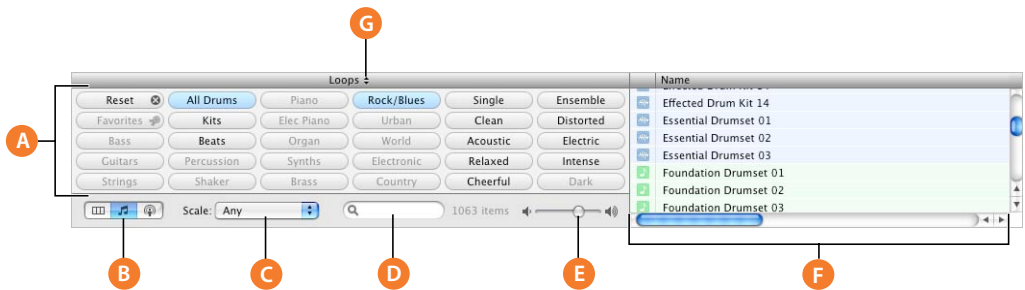 G
Loops Name
Reset All Drums Piano Rock/Blues Single Ensemble
Favorites Kits Elec Piano Urban Clean Distorted
Bass Beats Organ World Acoustic Electric
Guitars Percussion Synths Electronic Relaxed Intense
Strings Shaker Brass Country Cheerful Dark
Effected Drum Kit 14
Essential Drumset 01
Essential Drumset 02
Essential Drumset 03
Foundation Drumset 01
Foundation Drumset 02
Foundation Drumset 03
A
Scale: Any 1063 items
B C D E F